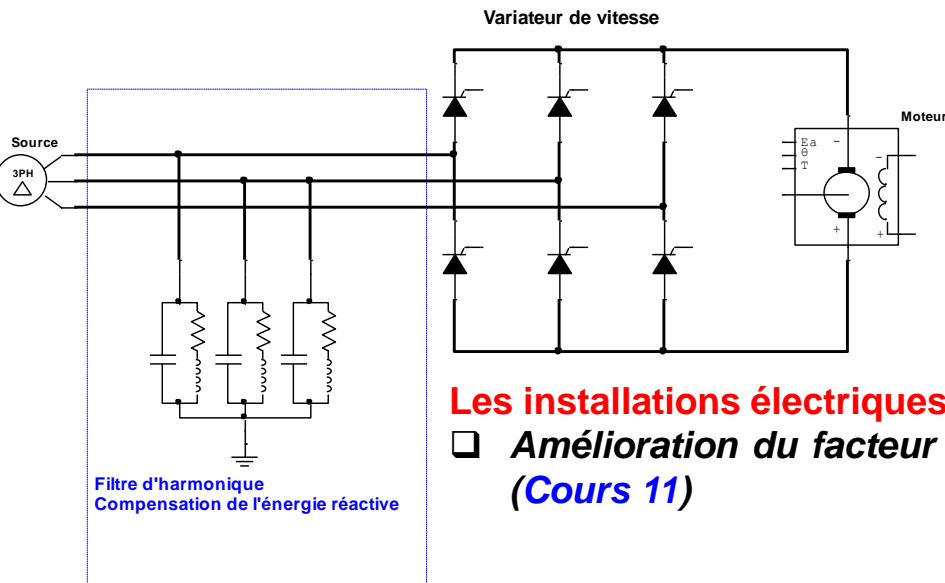 Variateur de vitesse
Source
3PH
Moteur
Ea
θ
T
-
-
+
+
Filtre d'harmonique
Compensation de l'énergie réactive
Les installations électriques
❑ Amélioration du facteur
(Cours 11)